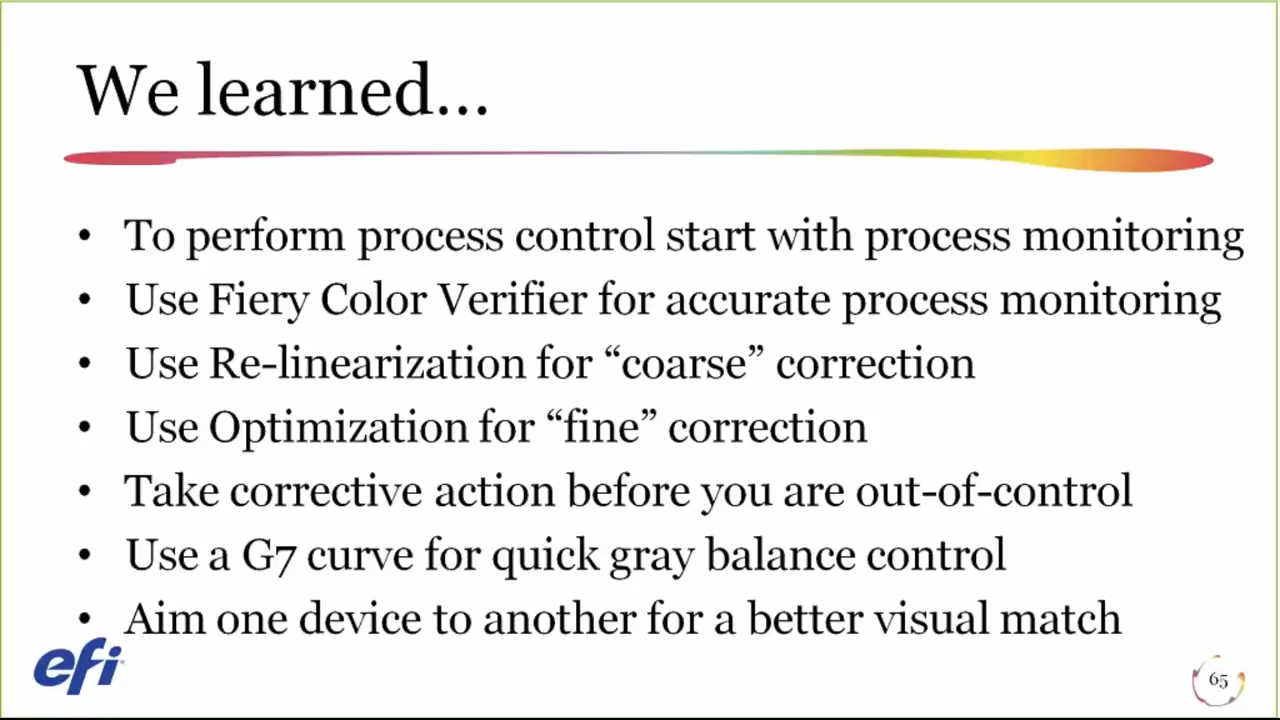 We learned...
• To perform process control start with process monitoring
• Use Fiery Color Verifier for accurate process monitoring
• Use Re-linearization for “coarse” correction
• Use Optimization for “fine” correction
• Take corrective action before you are out-of-control
• Use a G7 curve for quick gray balance control
• Aim one device to another for a better visual match
efi
65